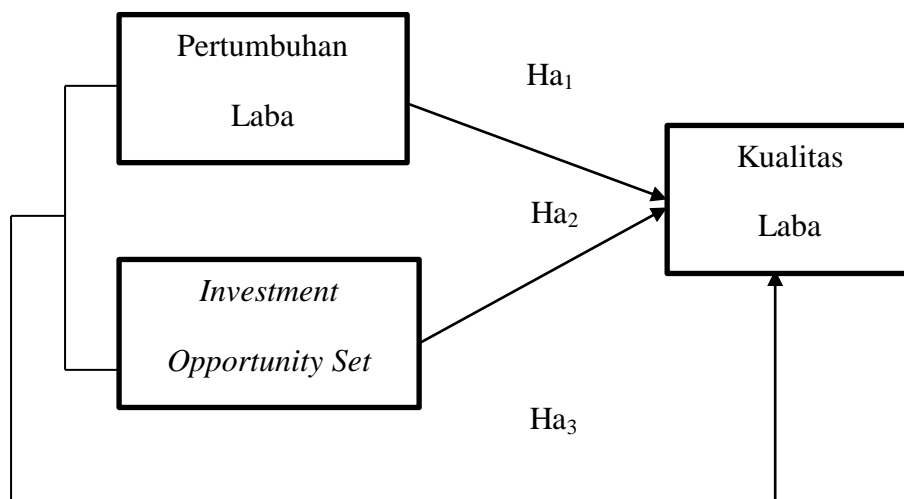 Pertumbuhan
Laba
Ha₁
Kualitas
Laba
Ha₂
Investment
Opportunity Set
Ha₃